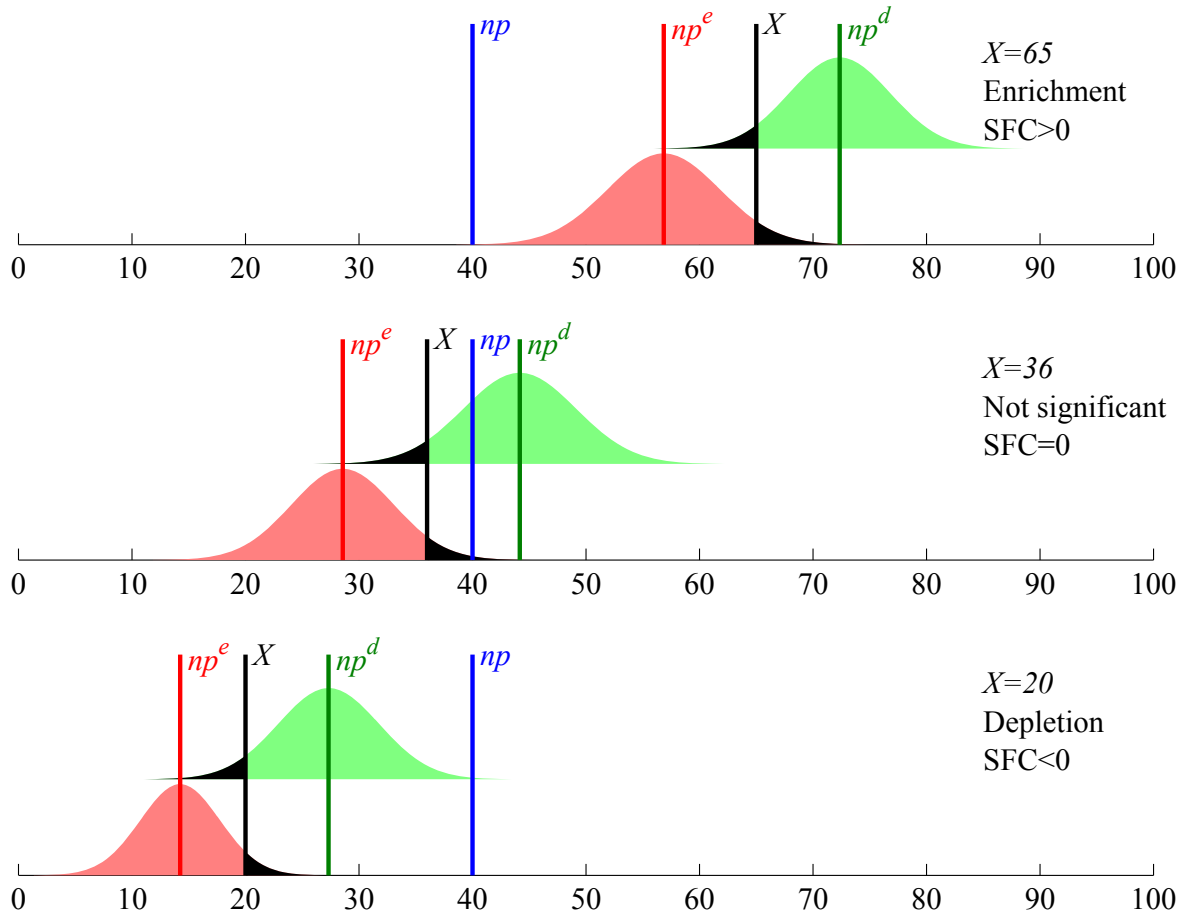 np np^e X np^d
X=65
Enrichment
SFC>0
0 10 20 30 40 50 60 70 80 90 100
np^e X np np^d
X=36
Not significant
SFC=0
0 10 20 30 40 50 60 70 80 90 100
np^e X np^d np
X=20
Depletion
SFC<0
0 10 20 30 40 50 60 70 80 90 100